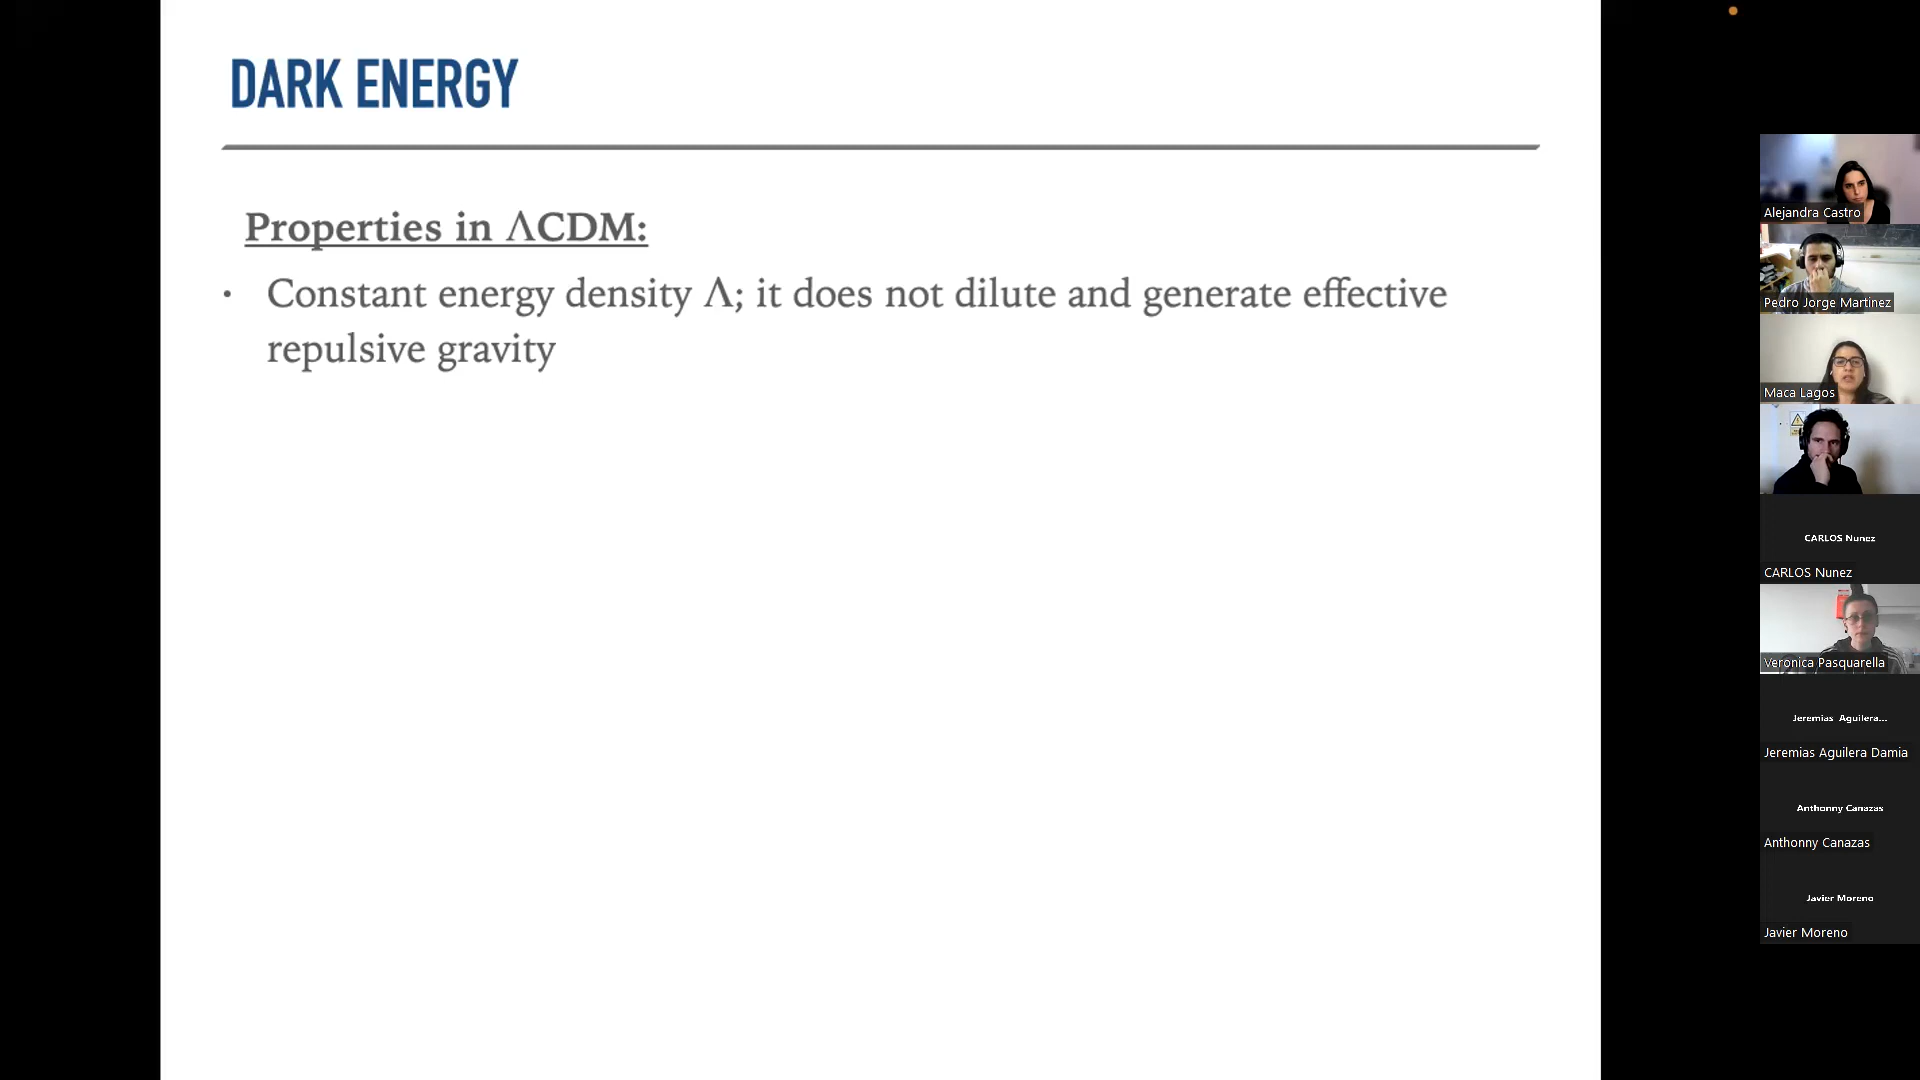 DARK ENERGY
Properties in ΛCDM:
• Constant energy density Λ; it does not dilute and generate effective
repulsive gravity
Alejandra Castro
Pedro Jorge Martinez
Maca Lagos
CARLOS Nunez
CARLOS Nunez
Veronica Pasquarella
Jeremias Aguilera...
Jeremias Aguilera Damia
Anthonny Canazas
Anthonny Canazas
Javier Moreno
Javier Moreno